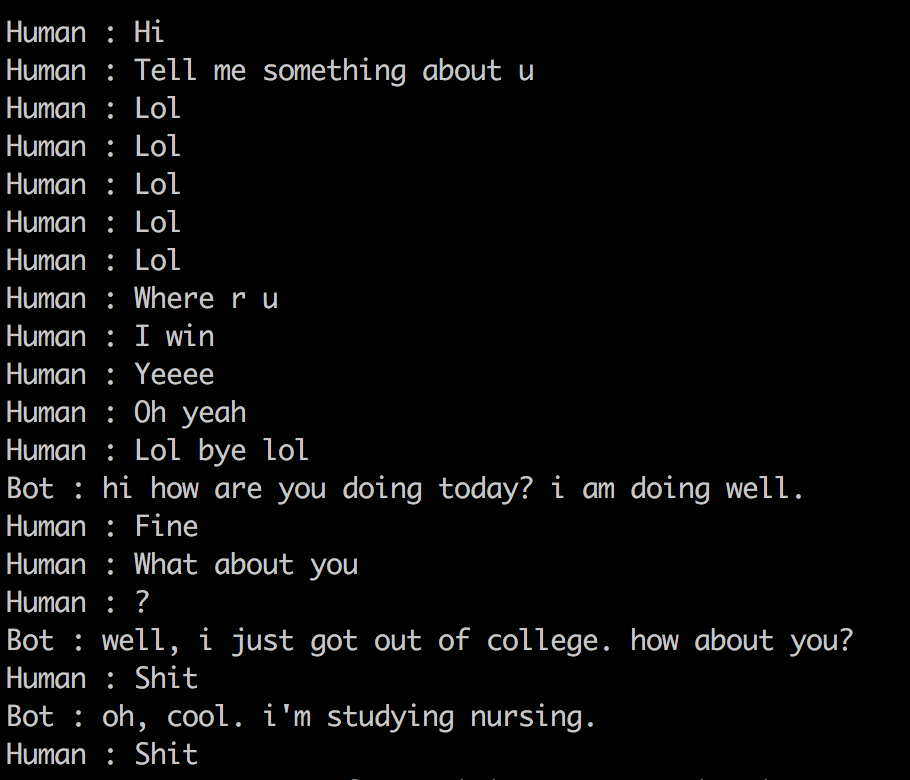 Human : Hi
Human : Tell me something about u
Human : Lol
Human : Lol
Human : Lol
Human : Lol
Human : Lol
Human : Where r u
Human : I win
Human : Yeeee
Human : Oh yeah
Human : Lol bye lol
Bot : hi how are you doing today? i am doing well.
Human : Fine
Human : What about you
Human : ?
Bot : well, i just got out of college. how about you?
Human : Shit
Bot : oh, cool. i'm studying nursing.
Human : Shit